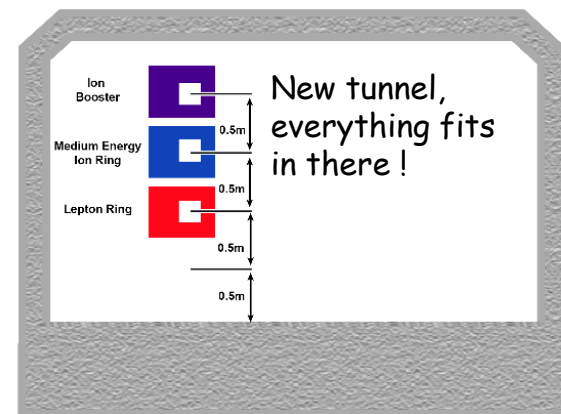 Ion
Booster
Medium Energy
Ion Ring
Lepton Ring
0.5m
0.5m
0.5m
0.5m
New tunnel,
everything fits
in there !